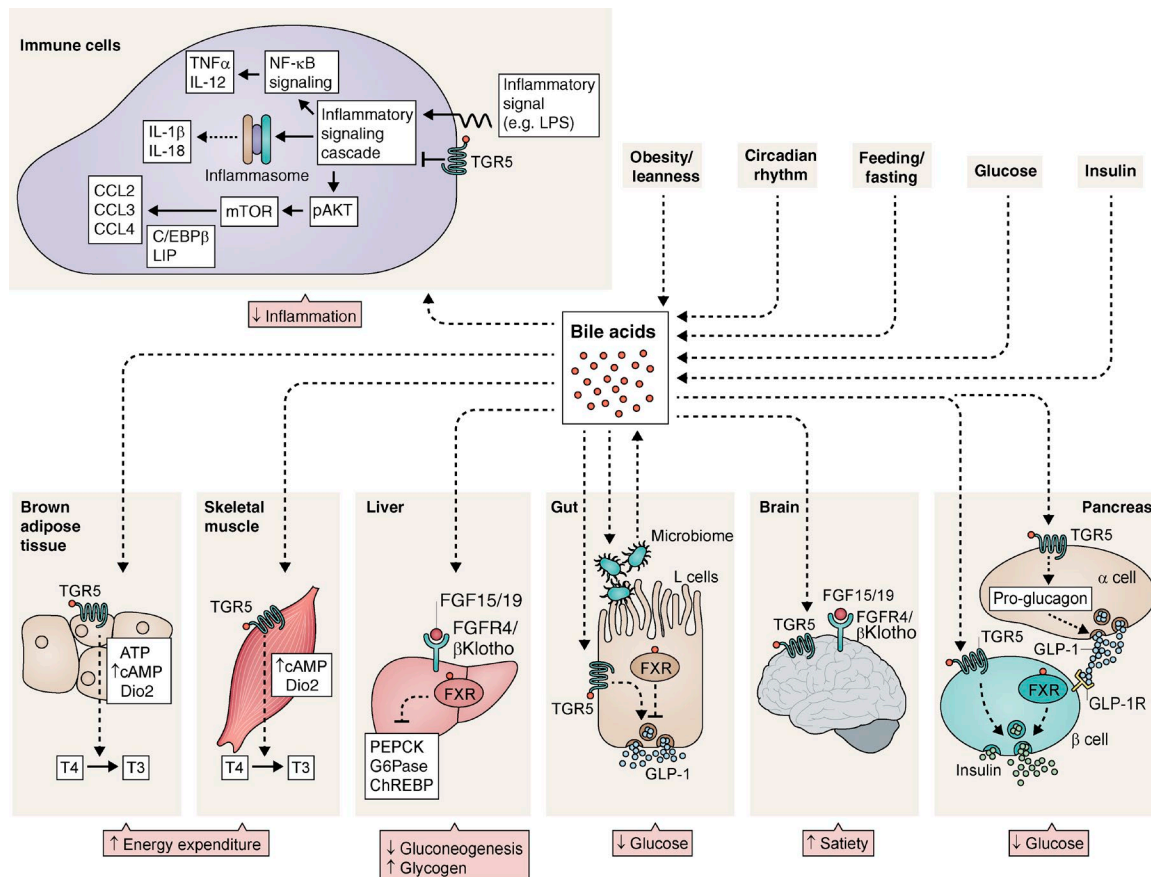 Immune cells
TNFα
IL-12
NF-κB
signaling
Inflammatory
signal
(e.g. LPS)
Inflammatory
signaling
cascade
IL-1β
IL-18
Inflammasome
TGR5
CCL2
CCL3
CCL4
mTOR
pAKT
C/EBPβ
LIP
↓ Inflammation
Obesity/
leanness
Circadian
rhythm
Feeding/
fasting
Glucose
Insulin
Bile acids
Brown
adipose
tissue
TGR5
ATP
↑cAMP
Dio2
T4
T3
Skeletal
muscle
TGR5
↑cAMP
Dio2
T4
T3
↑ Energy expenditure
Liver
FGF15/19
FGFR4/
βKlotho
FXR
PEPCK
G6Pase
ChREBP
↓ Gluconeogenesis
↑ Glycogen
Gut
Microbiome
L cells
FXR
TGR5
GLP-1
↓ Glucose
Brain
FGF15/19
TGR5
FGFR4/
βKlotho
↑ Satiety
Pancreas
TGR5
α cell
Pro-glucagon
TGR5
GLP-1
FXR
GLP-1R
β cell
Insulin
↓ Glucose